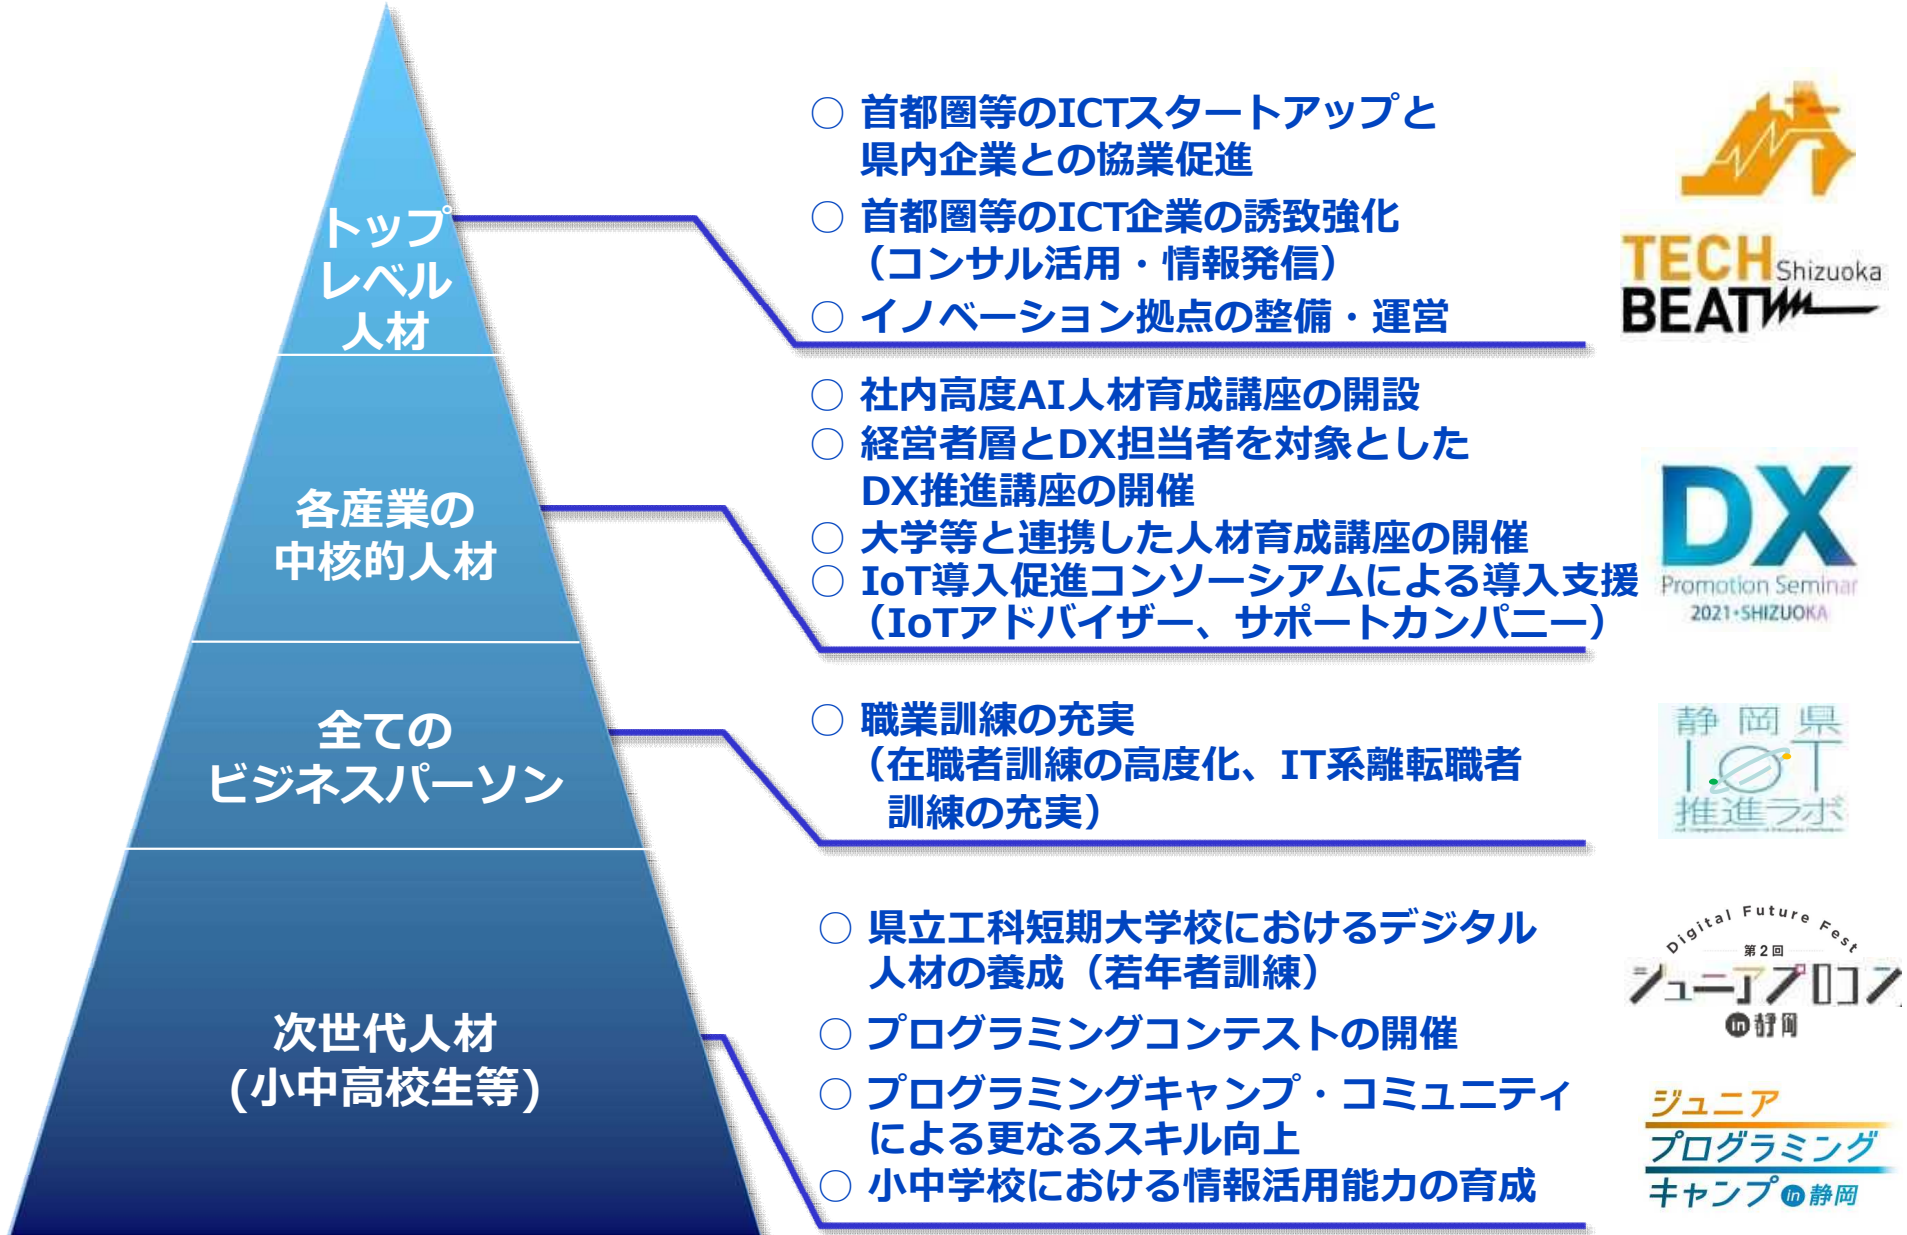 トップ
レベル
人材
○ 首都圏等のICTスタートアップと
県内企業との協業促進
○ 首都圏等のICT企業の誘致強化
（コンサル活用・情報発信）
○ イノベーション拠点の整備・運営
TECH
Shizuoka
BEAT
各産業の
中核的人材
○ 社内高度AI人材育成講座の開設
○ 経営者層とDX担当者を対象とした
DX推進講座の開催
○ 大学等と連携した人材育成講座の開催
○ IoT導入促進コンソーシアムによる導入支援
（IoTアドバイザー、サポートカンパニー）
DX
Promotion Seminar
2021・SHIZUOKA
全ての
ビジネスパーソン
○ 職業訓練の充実
（在職者訓練の高度化、IT系離転職者
訓練の充実）
静岡県
IOT
推進ラボ
次世代人材
(小中高校生等)
○ 県立工科短期大学校におけるデジタル
人材の養成（若年者訓練）
○ プログラミングコンテストの開催
○ プログラミングキャンプ・コミュニティ
による更なるスキル向上
○ 小中学校における情報活用能力の育成
Digital Future Fest
第2回
ジュニアプロコン
in静岡
ジュニア
プログラミング
キャンプin静岡